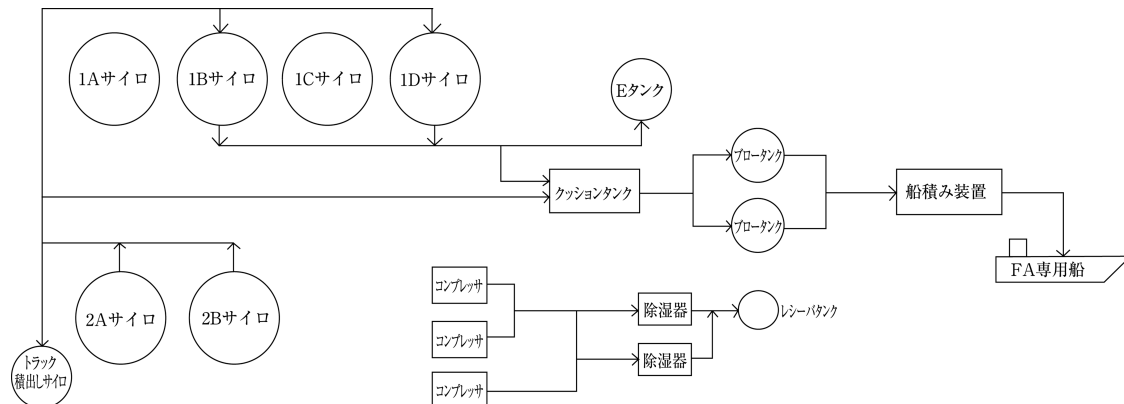 1Aサイロ
1Bサイロ
1Cサイロ
1Dサイロ
Eタンク
ブロータンク
クッションタンク
船積み装置
ブロータンク
FA専用船
2Aサイロ
2Bサイロ
コンプレッサ
除湿器
レシーバタンク
コンプレッサ
除湿器
トラック
積出しサイロ
コンプレッサ